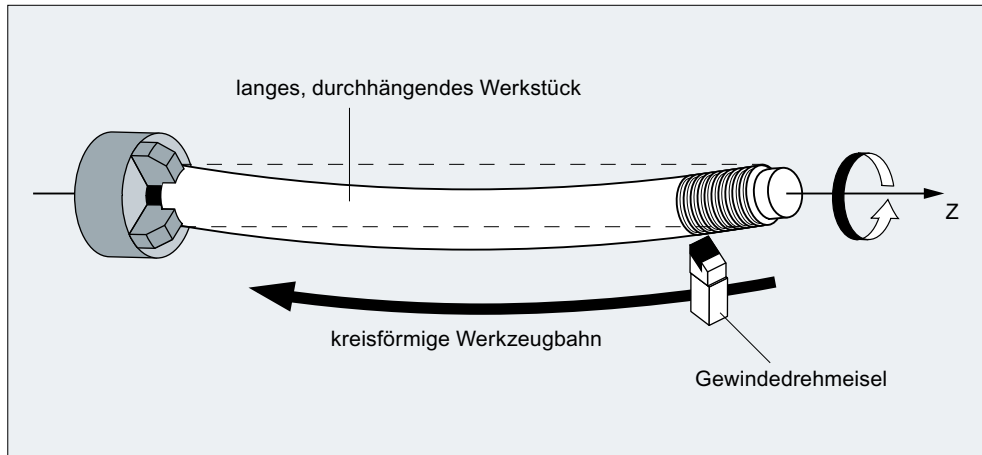 langes, durchhängendes Werkstück
Z
kreisförmige Werkzeugbahn
Gewindedrehmeisel